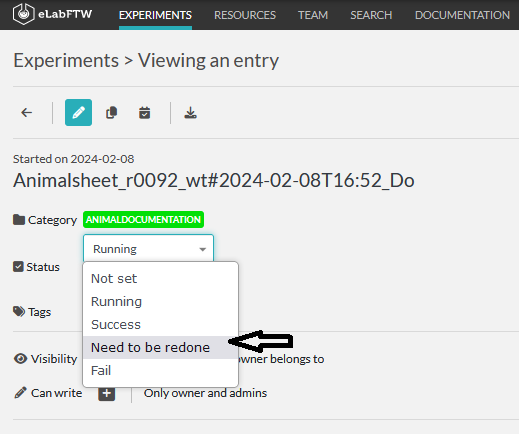 eLabFTW EXPERIMENTS RESOURCES TEAM SEARCH DOCUMENTATION
Experiments > Viewing an entry
Started on 2024-02-08
Animalsheet_r0092_wt#2024-02-08T16:52_Do
Category ANIMALDOCUMENTATION
Running
Status
Not set
Running
Tags
Success
Need to be redone
Visibility owner belongs to
Fail
Can write Only owner and admins